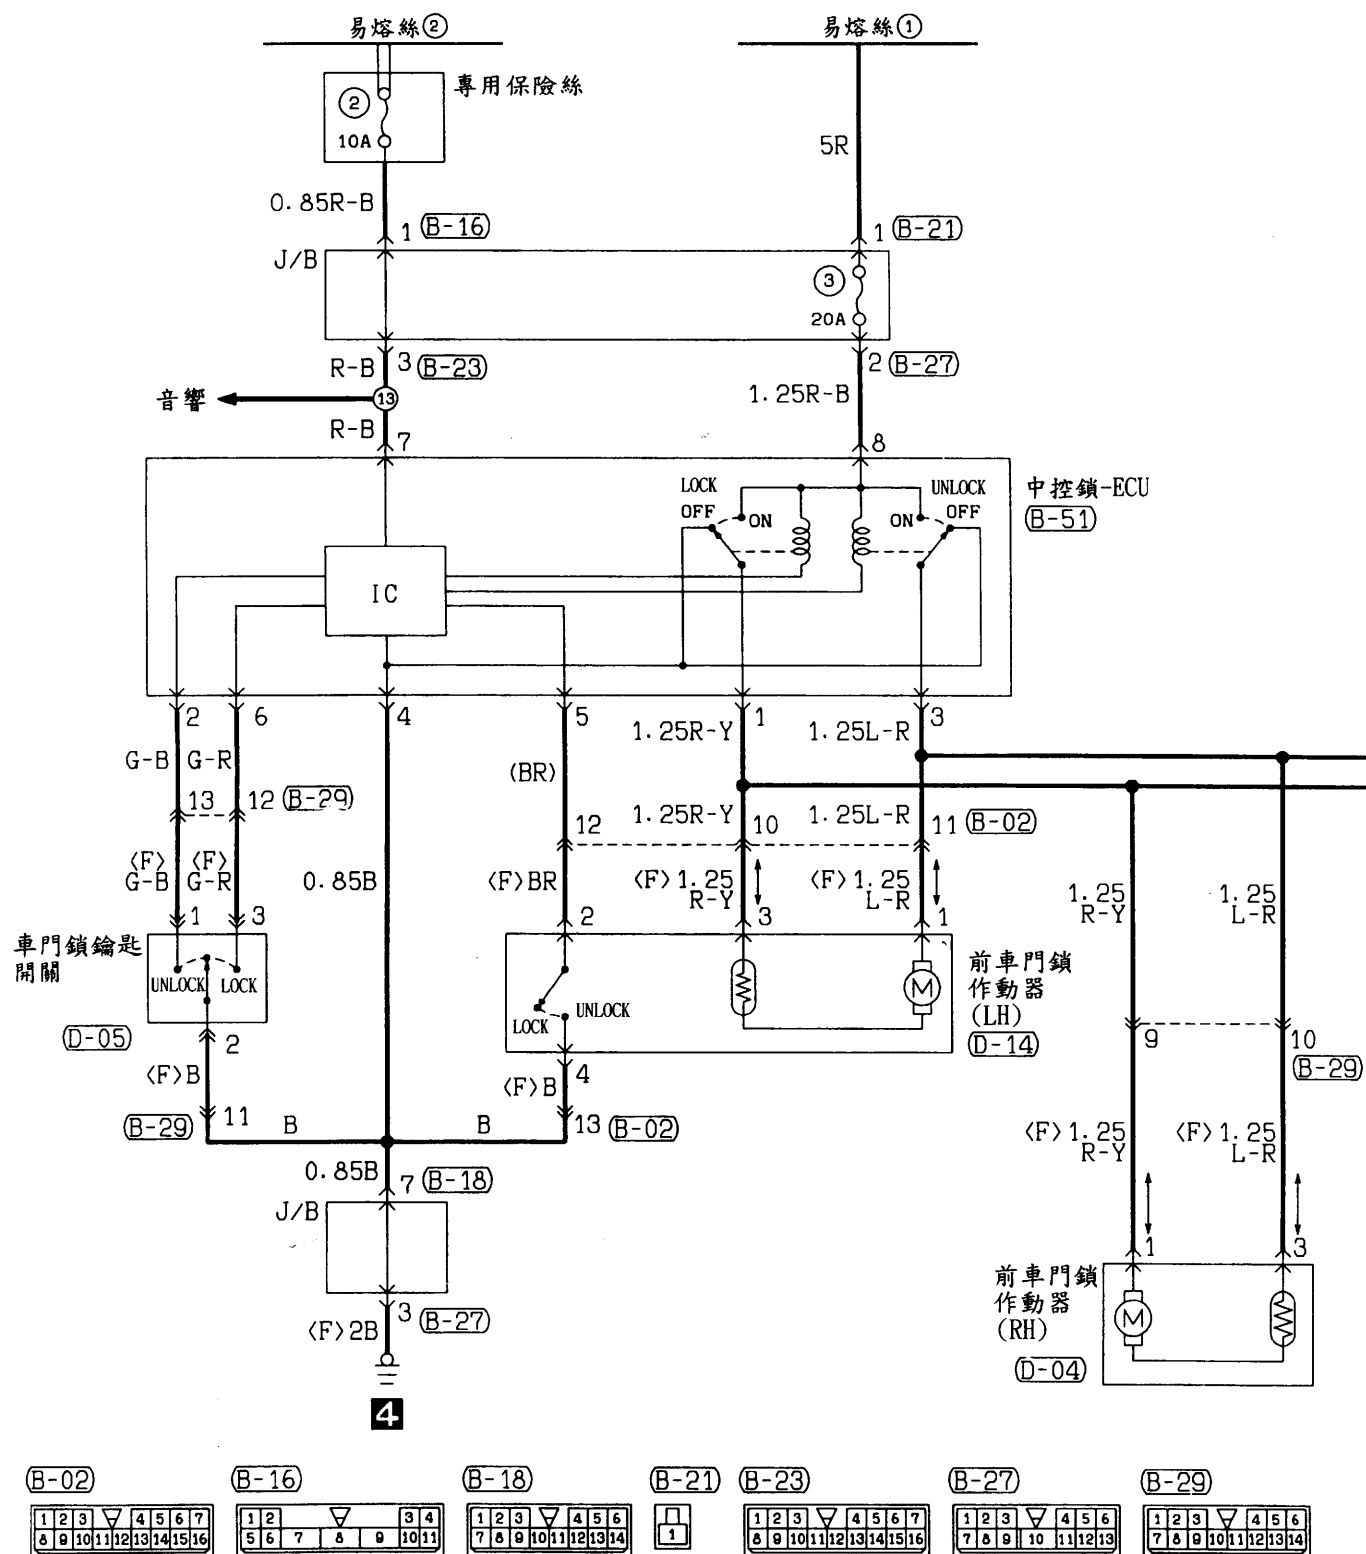 易熔絲②
易熔絲①
專用保險絲
②
10A
5R
0.85R-B
1
B-16
1
B-21
J/B
③
20A
R-B
3
B-23
2
B-27
音響
13
1.25R-B
R-B
7
8
LOCK
OFF
ON
UNLOCK
ON
OFF
中控鎖-ECU
B-51
IC
2
6
4
5
1.25R-Y
1
1.25L-R
3
G-B
G-R
(BR)
13
12
B-29
12
1.25R-Y
10
1.25L-R
11
B-02
<F>
G-B
<F>
G-R
0.85B
<F>BR
<F>1.25
R-Y
<F>1.25
L-R
1.25
R-Y
1.25
L-R
1
3
2
3
1
車門鎖鑰匙
開關
UNLOCK
LOCK
LOCK
UNLOCK
M
前車門鎖
作動器
(LH)
D-14
D-05
2
9
10
B-29
<F>B
4
<F>B
B-29
11
B
B
13
B-02
<F>1.25
R-Y
<F>1.25
L-R
0.85B
7
B-18
J/B
1
3
前車門鎖
作動器
(RH)
D-04
M
3
B-27
<F>2B
4
B-02
B-16
B-18
B-21
B-23
B-27
B-29
1 2 3 4 5 6 7
8 9 10 11 12 13 14 15 16
1 2 3 4
5 6 7 8 9 10 11
1 2 3 4 5 6
7 8 9 10 11 12 13 14
1
1 2 3 4 5 6 7
8 9 10 11 12 13 14 15 16
1 2 3 4 5 6
7 8 9 10 11 12 13
1 2 3 4 5 6
7 8 9 10 11 12 13 14